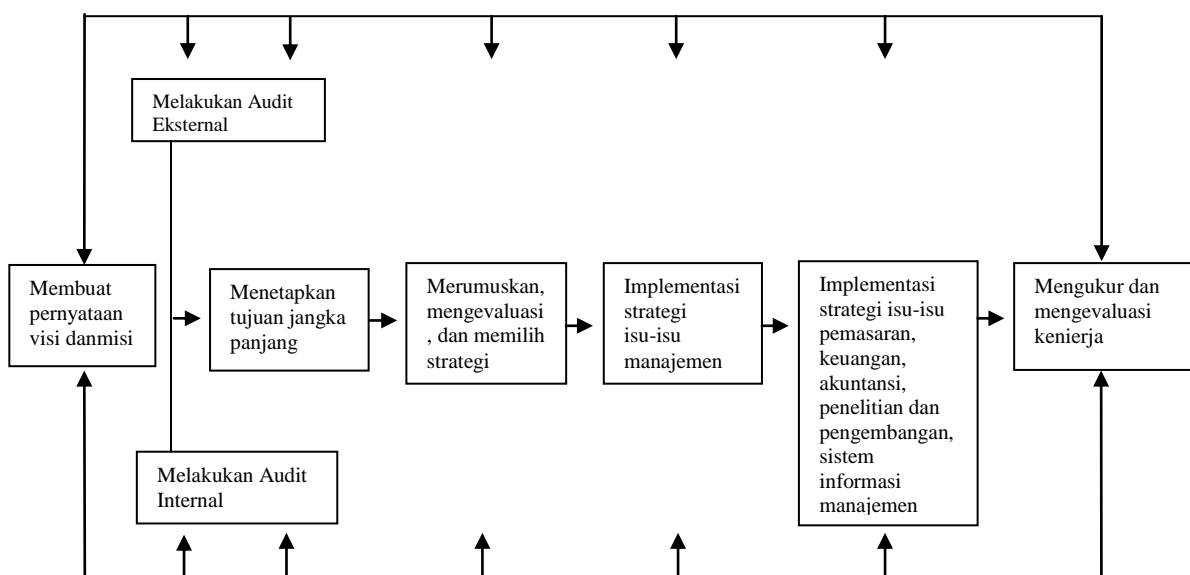 Melakukan Audit
Eksternal
Membuat
pernyataan
visi danmisi
Menetapkan
tujuan jangka
panjang
Merumuskan,
mengevaluasi
, dan memilih
strategi
Implementasi
strategi
isu-isu
manajemen
Implementasi
strategi isu-isu
pemasaran,
keuangan,
akuntansi,
penelitian dan
pengembangan,
sistem
informasi
manajemen
Mengukur dan
mengevaluasi
kenierja
Melakukan Audit
Internal